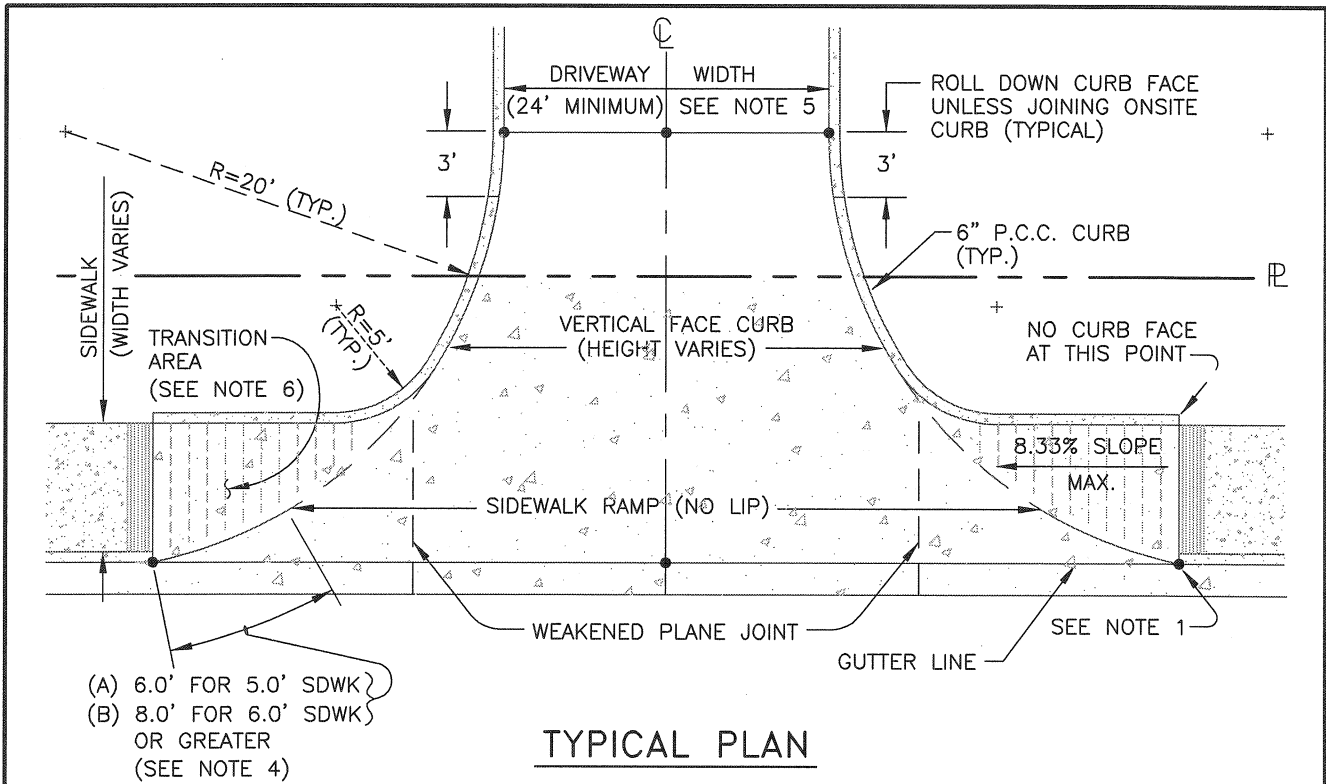 ℄
DRIVEWAY WIDTH
(24' MINIMUM) SEE NOTE 5
ROLL DOWN CURB FACE
UNLESS JOINING ONSITE
CURB (TYPICAL)
3'
3'
R=20' (TYP.)
6" P.C.C. CURB
(TYP.)
SIDEWALK
(WIDTH VARIES)
PL
R=5'
(TYP.)
VERTICAL FACE CURB
(HEIGHT VARIES)
TRANSITION
AREA
(SEE NOTE 6)
NO CURB FACE
AT THIS POINT
8.33% SLOPE
MAX.
SIDEWALK RAMP (NO LIP)
WEAKENED PLANE JOINT
SEE NOTE 1
GUTTER LINE
(A) 6.0' FOR 5.0' SDWK
(B) 8.0' FOR 6.0' SDWK
OR GREATER
(SEE NOTE 4)
TYPICAL PLAN